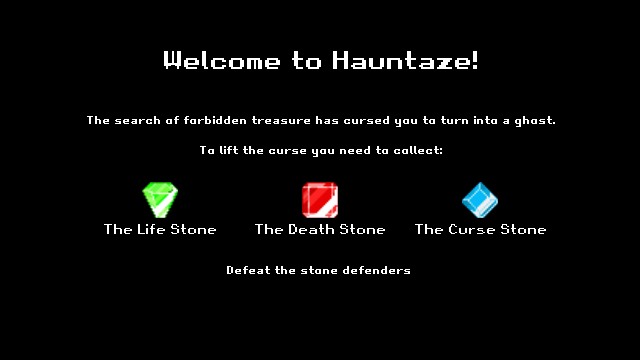 Welcome to Hauntaze!
The search of forbidden treasure has cursed you to turn into a ghost.
To lift the curse you need to collect:
The Life Stone The Death Stone The Curse Stone
Defeat the stone defenders